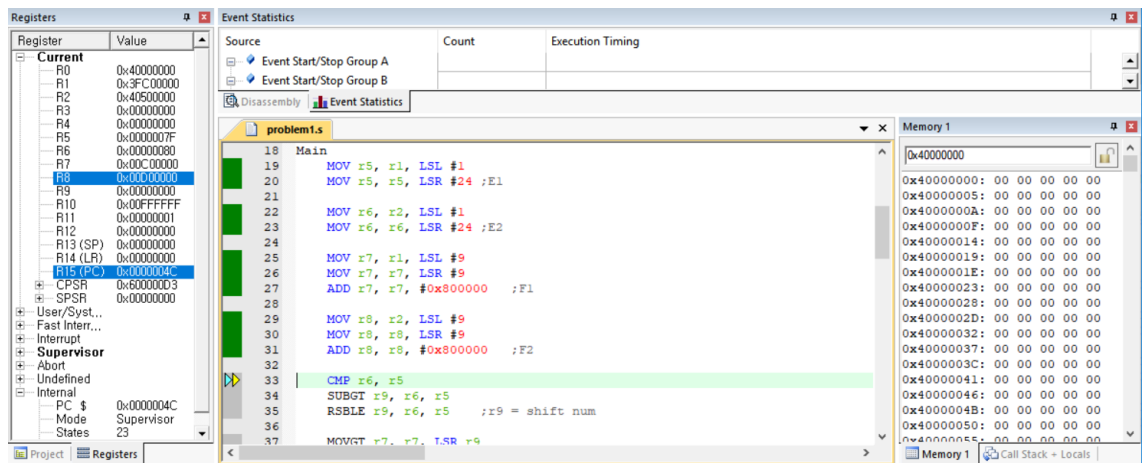 Registers
Register Value
Current
R0 0x40000000
R1 0x3FC00000
R2 0x40500000
R3 0x00000000
R4 0x00000000
R5 0x0000007F
R6 0x00000080
R7 0x00C00000
R8 0x00D00000
R9 0x00000000
R10 0x00FFFFFF
R11 0x00000001
R12 0x00000000
R13 (SP) 0x00000000
R14 (LR) 0x00000000
R15 (PC) 0x0000004C
CPSR 0x600000D3
SPSR 0x00000000
User/Syst...
Fast Interr...
Interrupt
Supervisor
Abort
Undefined
Internal
PC $ 0x0000004C
Mode Supervisor
States 23
Project Registers
Event Statistics
Source Count Execution Timing
Event Start/Stop Group A
Event Start/Stop Group B
Disassembly Event Statistics
problem1.s
18 Main
19 MOV r5, r1, LSL #1
20 MOV r5, r5, LSR #24 ;E1
21
22 MOV r6, r2, LSL #1
23 MOV r6, r6, LSR #24 ;E2
24
25 MOV r7, r1, LSL #9
26 MOV r7, r7, LSR #9
27 ADD r7, r7, #0x800000 ;F1
28
29 MOV r8, r2, LSL #9
30 MOV r8, r8, LSR #9
31 ADD r8, r8, #0x800000 ;F2
32
33 CMP r6, r5
34 SUBGT r9, r6, r5
35 RSBLE r9, r6, r5 ;r9 = shift num
36
37 MOVGT r7, r7, LSR r9
Memory 1
0x40000000
0x40000000: 00 00 00 00 00
0x40000005: 00 00 00 00 00
0x4000000A: 00 00 00 00 00
0x4000000F: 00 00 00 00 00
0x40000014: 00 00 00 00 00
0x40000019: 00 00 00 00 00
0x4000001E: 00 00 00 00 00
0x40000023: 00 00 00 00 00
0x40000028: 00 00 00 00 00
0x4000002D: 00 00 00 00 00
0x40000032: 00 00 00 00 00
0x40000037: 00 00 00 00 00
0x4000003C: 00 00 00 00 00
0x40000041: 00 00 00 00 00
0x40000046: 00 00 00 00 00
0x4000004B: 00 00 00 00 00
0x40000050: 00 00 00 00 00
0x40000055: 00 00 00 00 00
Memory 1 Call Stack + Locals